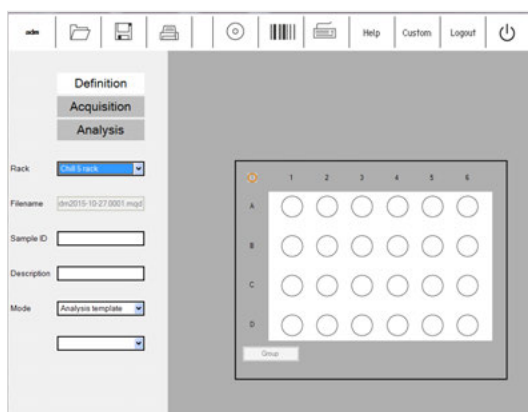 adm Help Custom Logout
Definition
Acquisition
Analysis
Rack Chill 5 rack
Filename dm2015-10-27.0001.mqd
Sample ID
Description
Mode Analysis template
1 2 3 4 5 6
A
B
C
D
Group